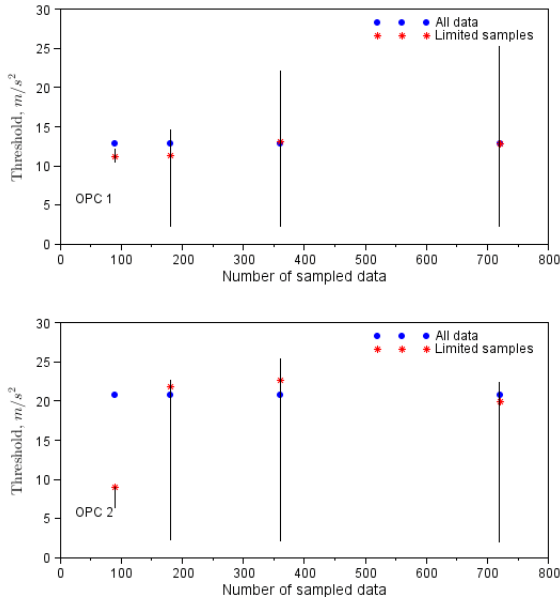 30
All data
Limited samples
25
20
Threshold, m/s²
15
10
OPC 1
5
0
0 100 200 300 400 500 600 700 800
Number of sampled data
30
All data
Limited samples
25
20
Threshold, m/s²
15
10
OPC 2
5
0
0 100 200 300 400 500 600 700 800
Number of sampled data